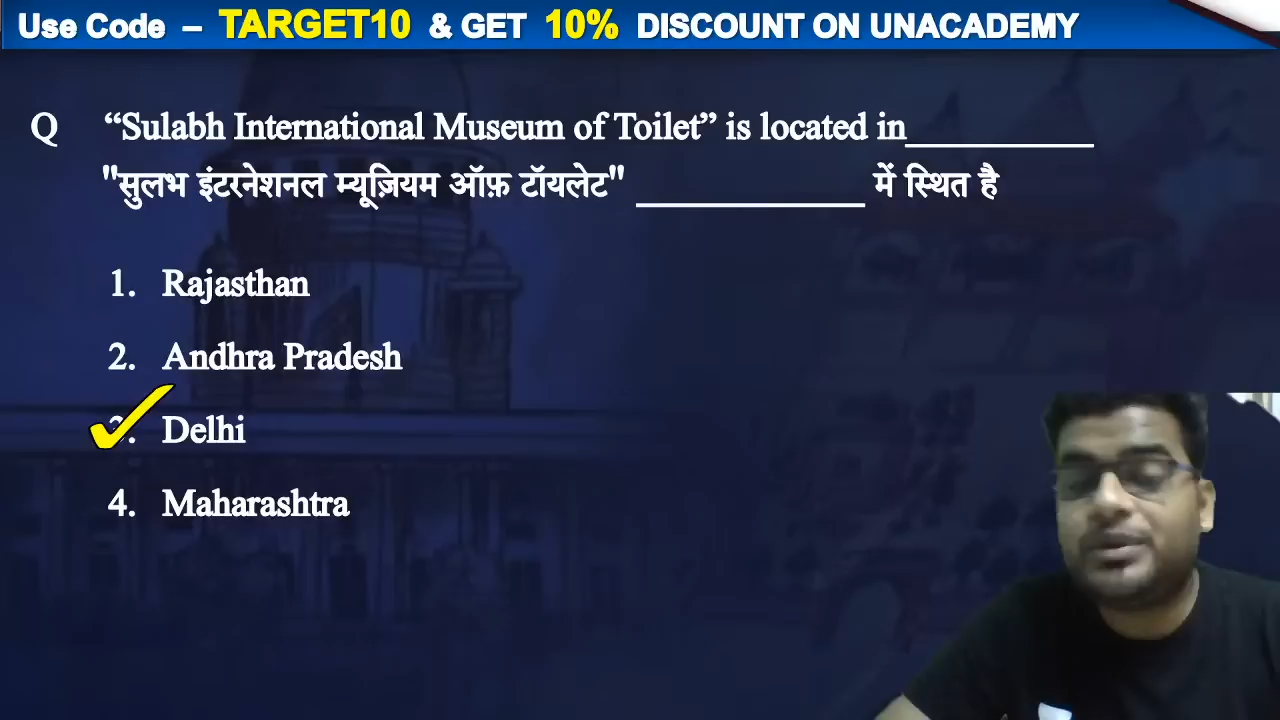 Use Code – TARGET10 & GET 10% DISCOUNT ON UNACADEMY
Q “Sulabh International Museum of Toilet” is located in__________
"सुलभ इंटरनेशनल म्यूज़ियम ऑफ़ टॉयलेट" ____________ में स्थित है
1. Rajasthan
2. Andhra Pradesh
3. Delhi
4. Maharashtra